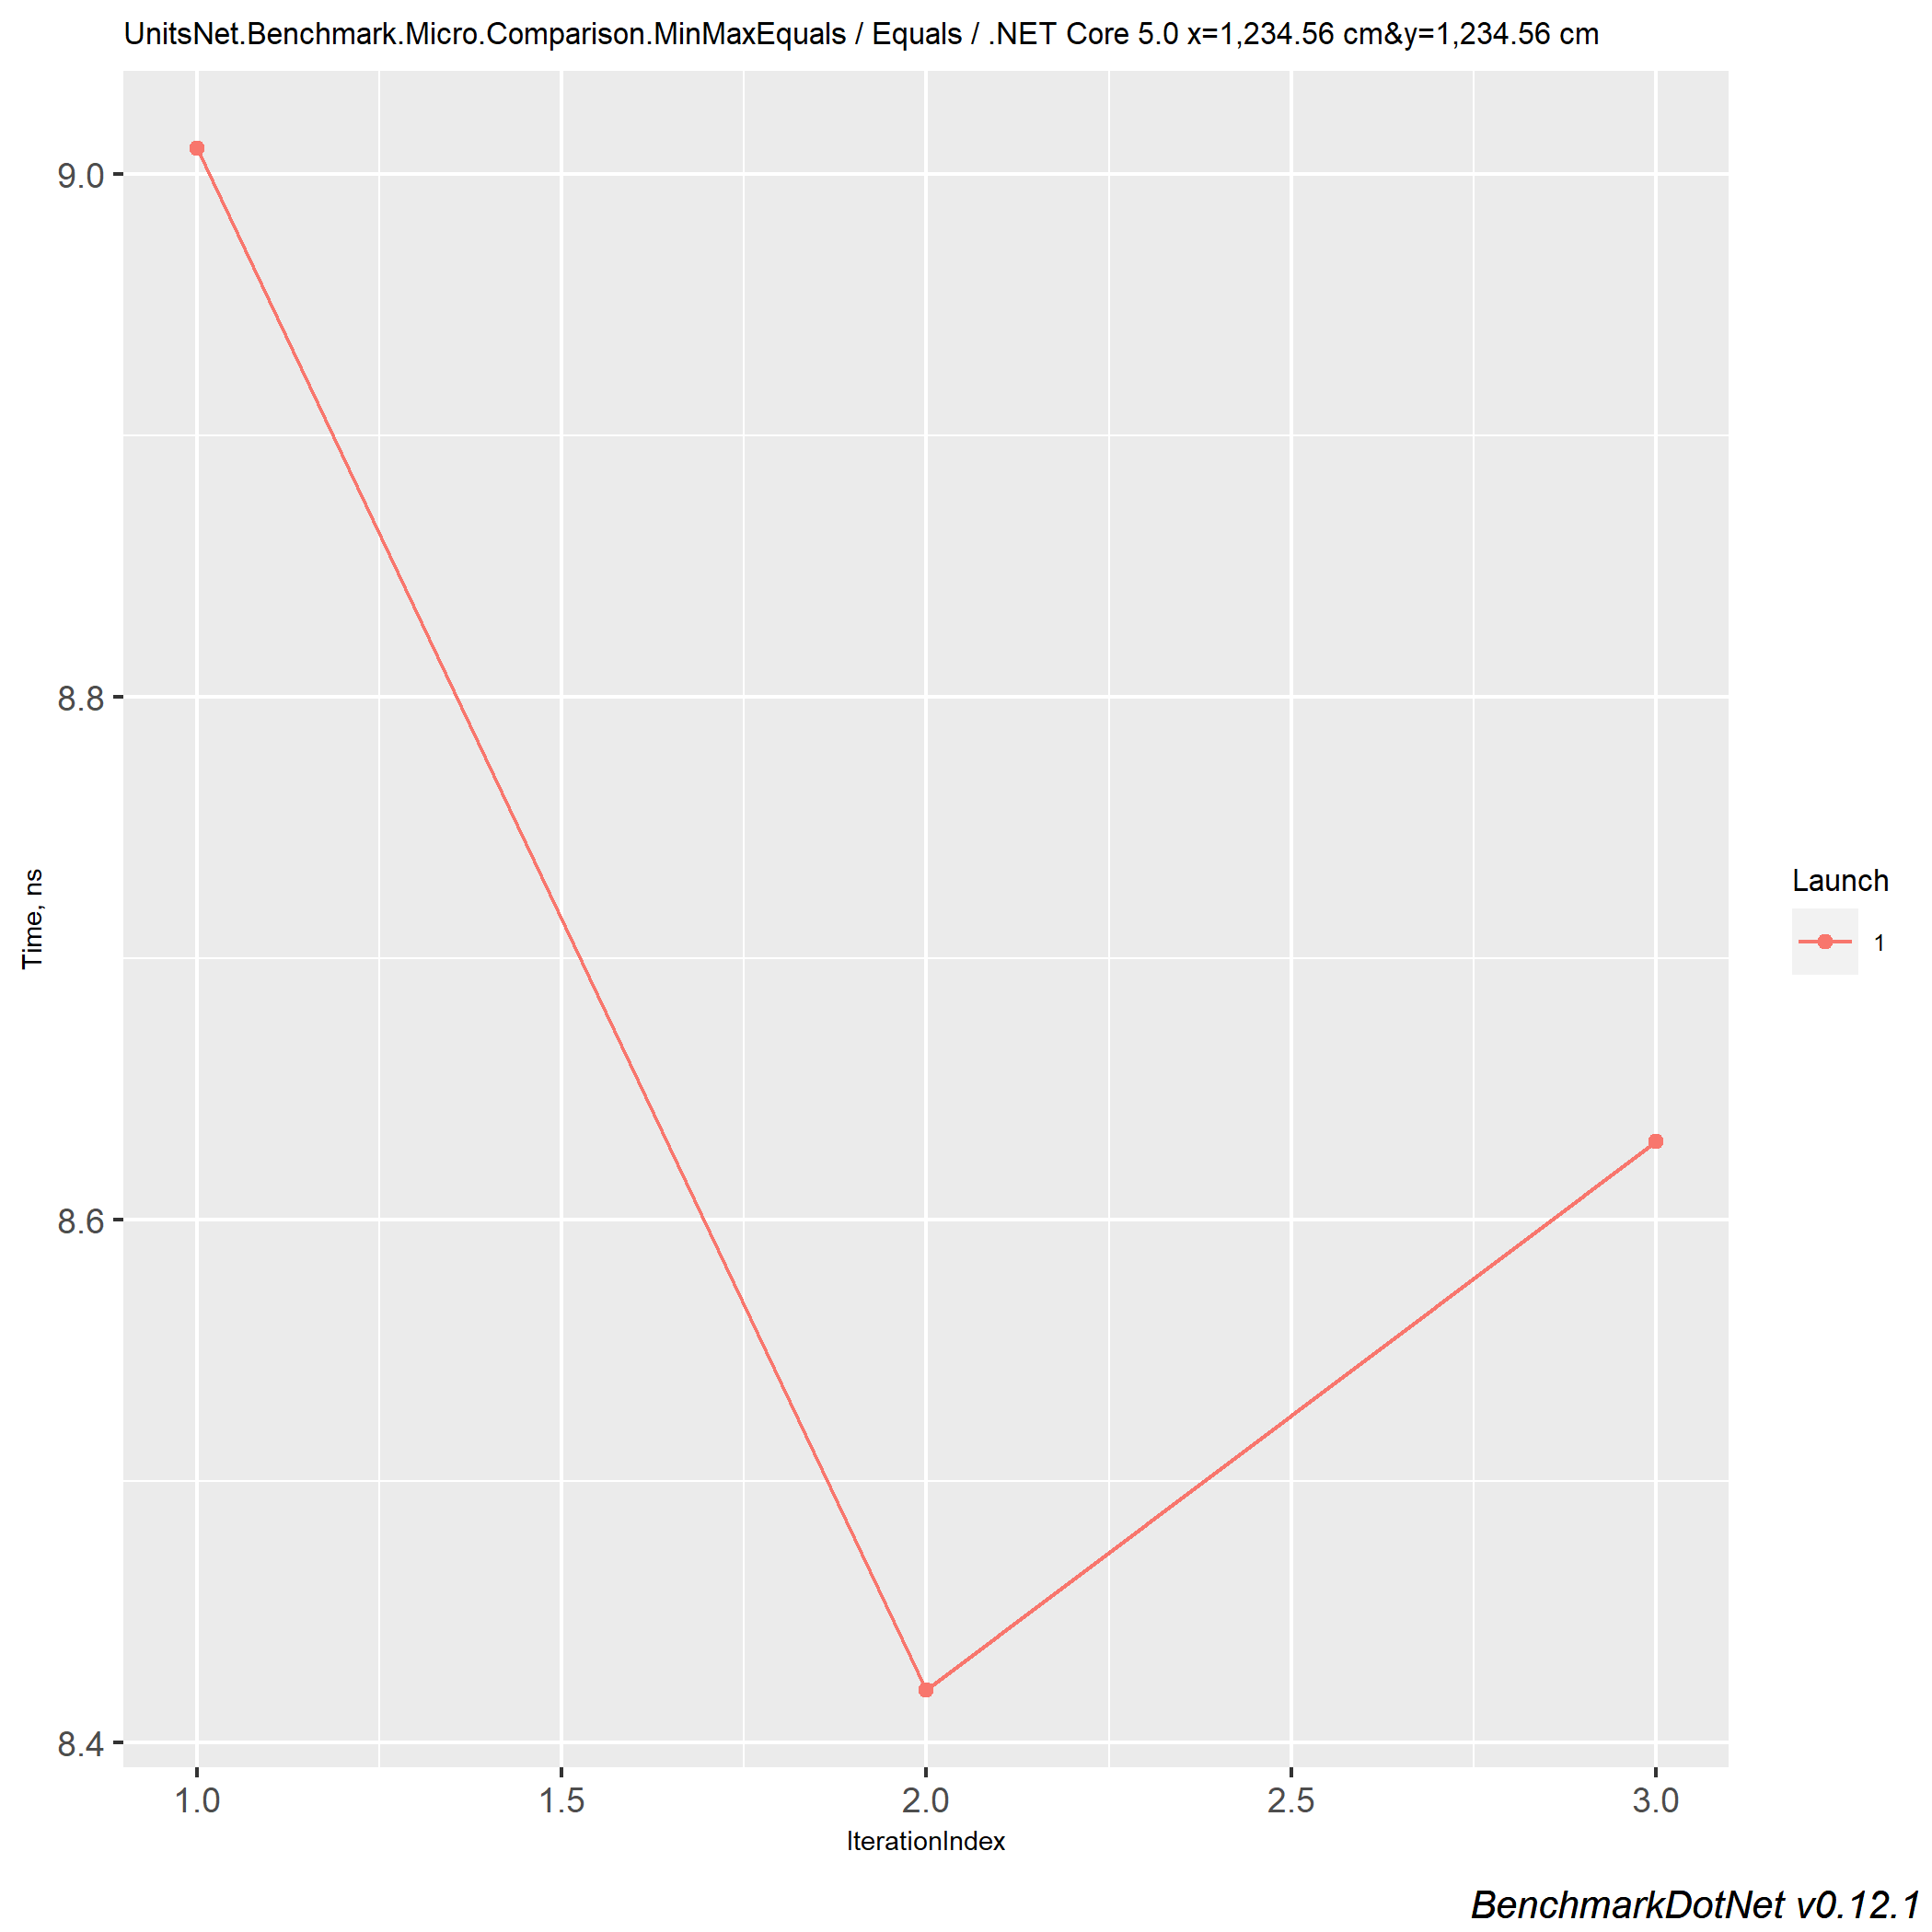 UnitsNet.Benchmark.Micro.Comparison.MinMaxEquals / Equals / .NET Core 5.0 x=1,234.56 cm&y=1,234.56 cm
9.0
8.8
8.6
8.4
Time, ns
1.0 1.5 2.0 2.5 3.0
IterationIndex
Launch
1
BenchmarkDotNet v0.12.1